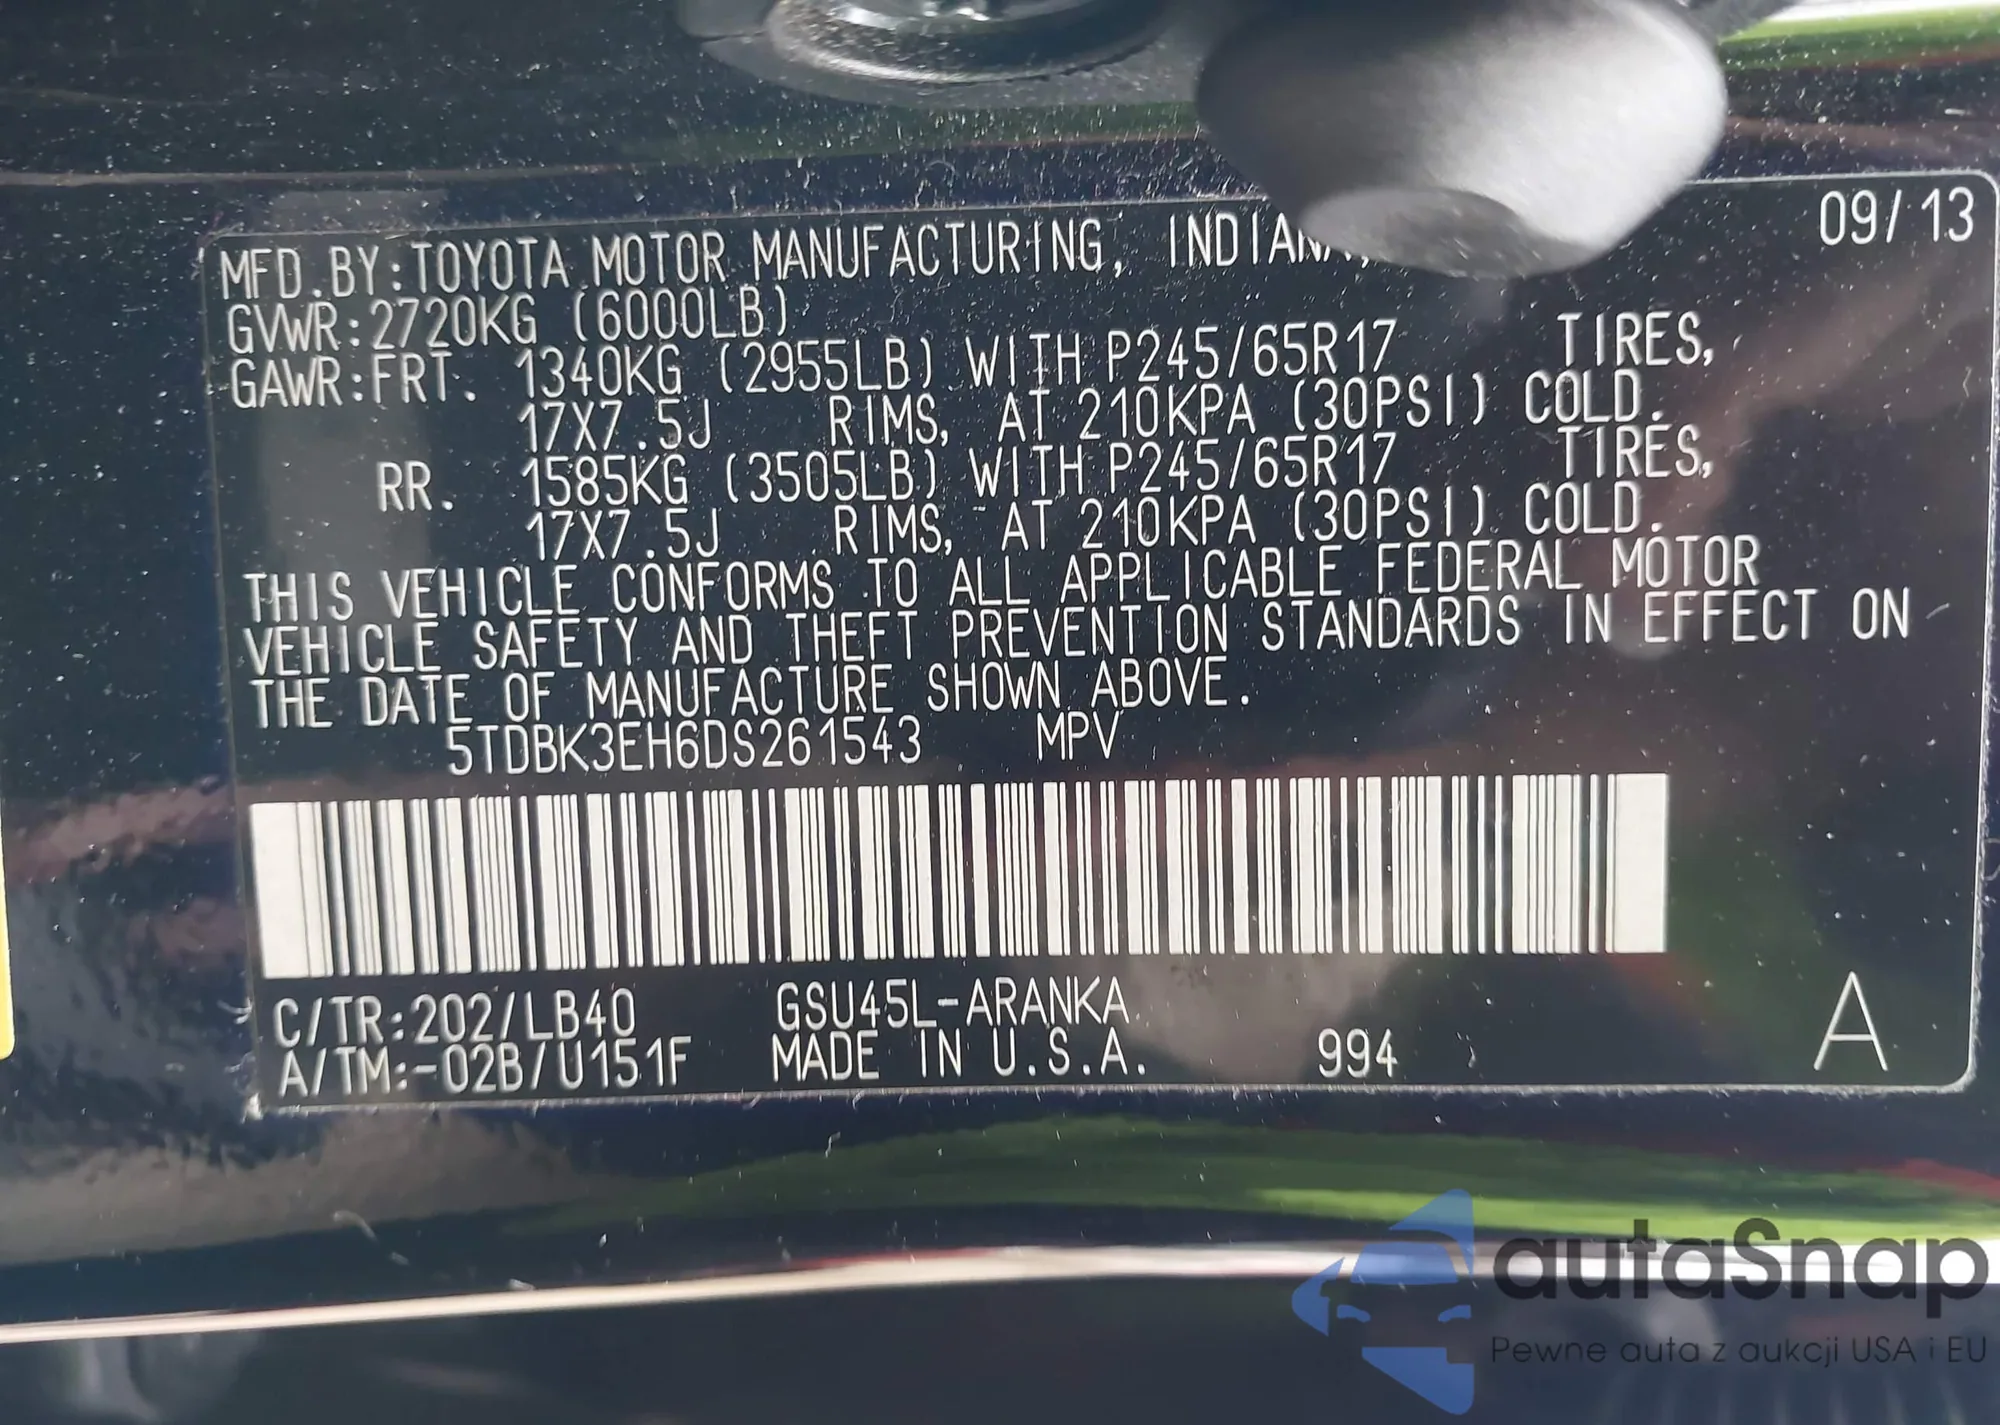 09/13
MFD.BY:TOYOTA MOTOR MANUFACTURING, INDIANA,
GVWR:2720KG (6000LB)
GAWR:FRT. 1340KG (2955LB) WITH P245/65R17 TIRES,
17X7.5J RIMS, AT 210KPA (30PSI) COLD.
RR. 1585KG (3505LB) WITH P245/65R17 TIRES,
17X7.5J RIMS, AT 210KPA (30PSI) COLD.
THIS VEHICLE CONFORMS TO ALL APPLICABLE FEDERAL MOTOR
VEHICLE SAFETY AND THEFT PREVENTION STANDARDS IN EFFECT ON
THE DATE OF MANUFACTURE SHOWN ABOVE.
5TDBK3EH6DS261543 MPV
C/TR:202/LB40 GSU45L-ARANKA
A/TM:-02B/U151F MADE IN U.S.A. 994
A
autaSnap
Pewne auta z aukcji USA i EU